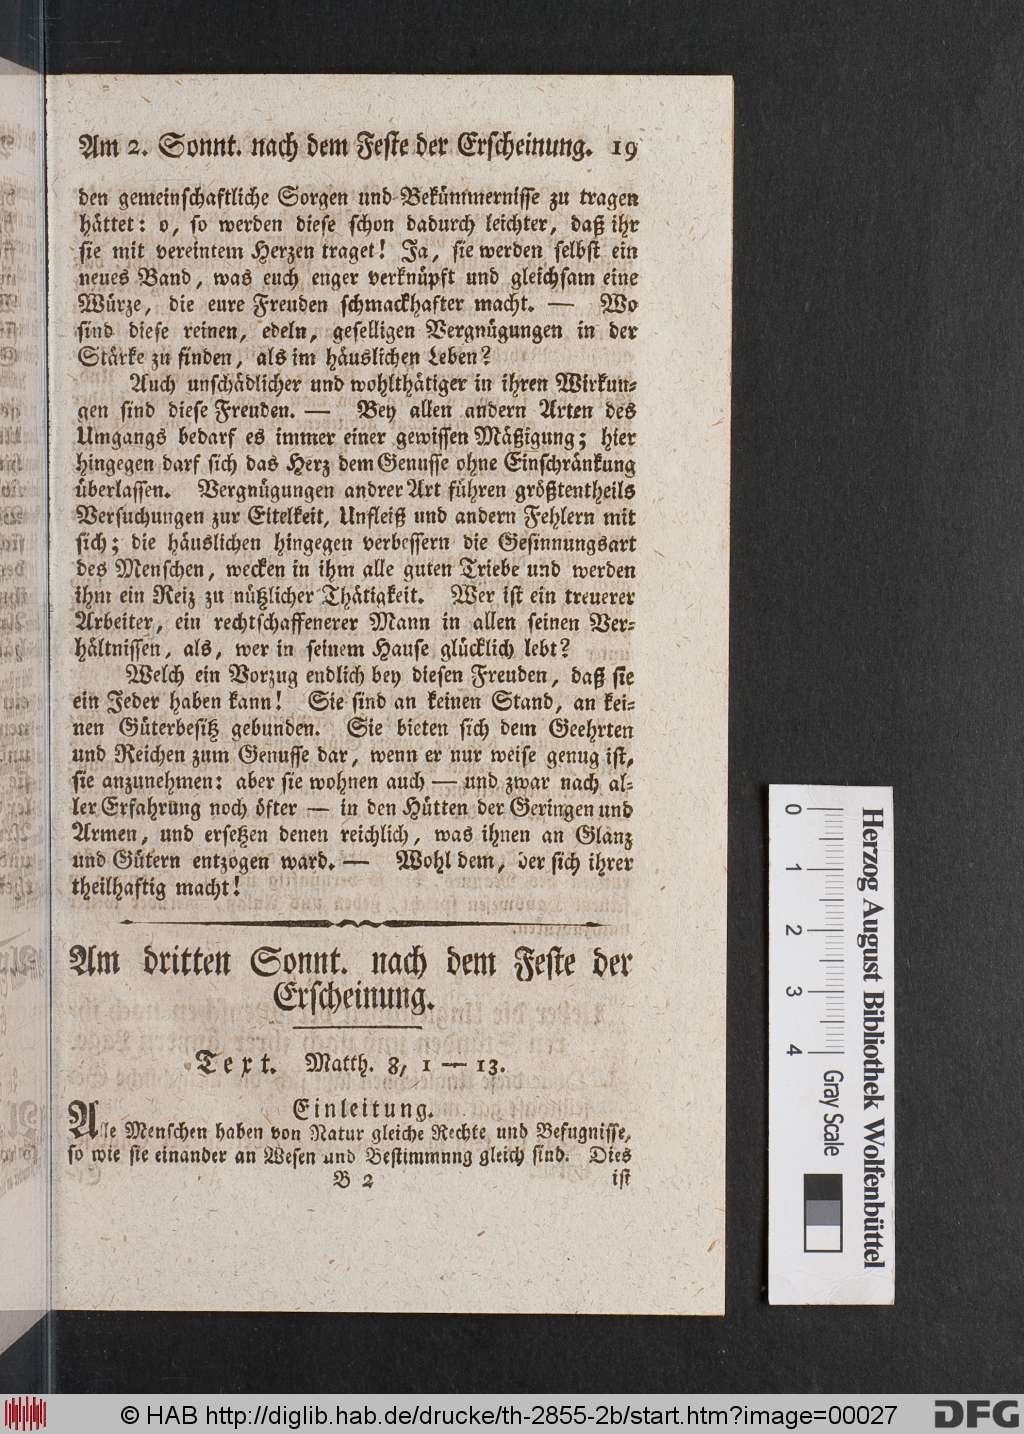 Am 2. Sonnt. nach dem Feste der Erscheinung. 19
den gemeinschaftliche Sorgen und Bekümmernisse zu tragen
hättet: o, so werden diese schon dadurch leichter, daß ihr
sie mit vereintem Herzen traget! Ja, sie werden selbst ein
neues Band, was euch enger verknüpft und gleichsam eine
Würze, die eure Freuden schmackhafter macht. — Wo
sind diese reinen, edeln, geselligen Vergnügungen in der
Stärke zu finden, als im häuslichen Leben?
Auch unschädlicher und wohlthätiger in ihren Wirkun-
gen sind diese Freuden. — Bey allen andern Arten des
Umgangs bedarf es immer einer gewissen Mäßigung; hier
hingegen darf sich das Herz dem Genusse ohne Einschränkung
überlassen. Vergnügungen andrer Art führen größtentheils
Versuchungen zur Eitelkeit, Unfleiß und andern Fehlern mit
sich; die häuslichen hingegen verbessern die Gesinnungsart
des Menschen, wecken in ihm alle guten Triebe und werden
ihm ein Reiz zu nützlicher Thätigkeit. Wer ist ein treuerer
Arbeiter, ein rechtschaffenerer Mann in allen seinen Ver-
hältnissen, als, wer in seinem Hause glücklich lebt?
Welch ein Vorzug endlich bey diesen Freuden, daß sie
ein Jeder haben kann! Sie sind an keinen Stand, an kei-
nen Güterbesitz gebunden. Sie bieten sich dem Geehrten
und Reichen zum Genusse dar, wenn er nur weise genug ist,
sie anzunehmen: aber sie wohnen auch — und zwar nach al-
ler Erfahrung noch öfter — in den Hütten der Geringen und
Armen, und ersetzen denen reichlich, was ihnen an Glanz
und Gütern entzogen ward. — Wohl dem, der sich ihrer
theilhaftig macht!
Am dritten Sonnt. nach dem Feste der
Erscheinung.
Text. Matth. 8, 1 — 13.
Einleitung.
Alle Menschen haben von Natur gleiche Rechte und Befugnisse,
so wie sie einander an Wesen und Bestimmung gleich sind. Dies
B 2 ist
0 1 2 3 4 Gray Scale
Herzog August Bibliothek Wolfenbüttel
© HAB http://diglib.hab.de/drucke/th-2855-2b/start.htm?image=00027
DFG